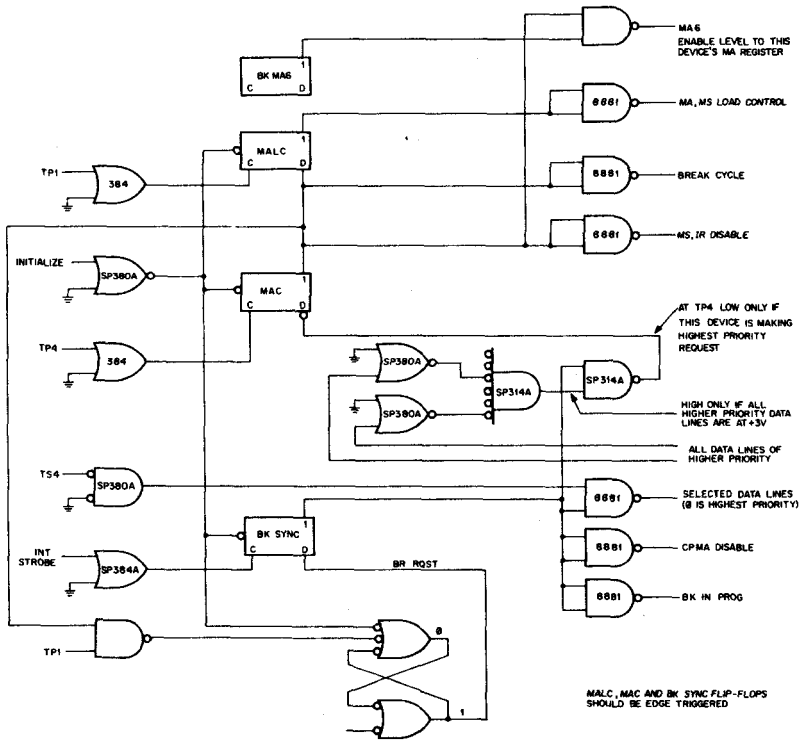 MA6
ENABLE LEVEL TO THIS
DEVICE'S MA REGISTER
1
BK MA6
C D
6881
MA, MS LOAD CONTROL
1
MALC
C D
TP1
384
6881
BREAK CYCLE
6881
MS, IR DISABLE
INITIALIZE
SP380A
1
MAC
C D
AT TP4 LOW ONLY IF
THIS DEVICE IS MAKING
HIGHEST PRIORITY
REQUEST
TP4
384
SP380A
SP314A
SP314A
SP380A
HIGH ONLY IF ALL
HIGHER PRIORITY DATA
LINES ARE AT +3V
ALL DATA LINES OF
HIGHER PRIORITY
TS4
SP380A
6881
SELECTED DATA LINES
(0 IS HIGHEST PRIORITY)
1
BK SYNC
C D
6881
CPMA DISABLE
INT
STROBE
SP384A
BR RQST
6881
BK IN PROG
TP1
0
1
MALC, MAC AND BK SYNC FLIP-FLOPS
SHOULD BE EDGE TRIGGERED